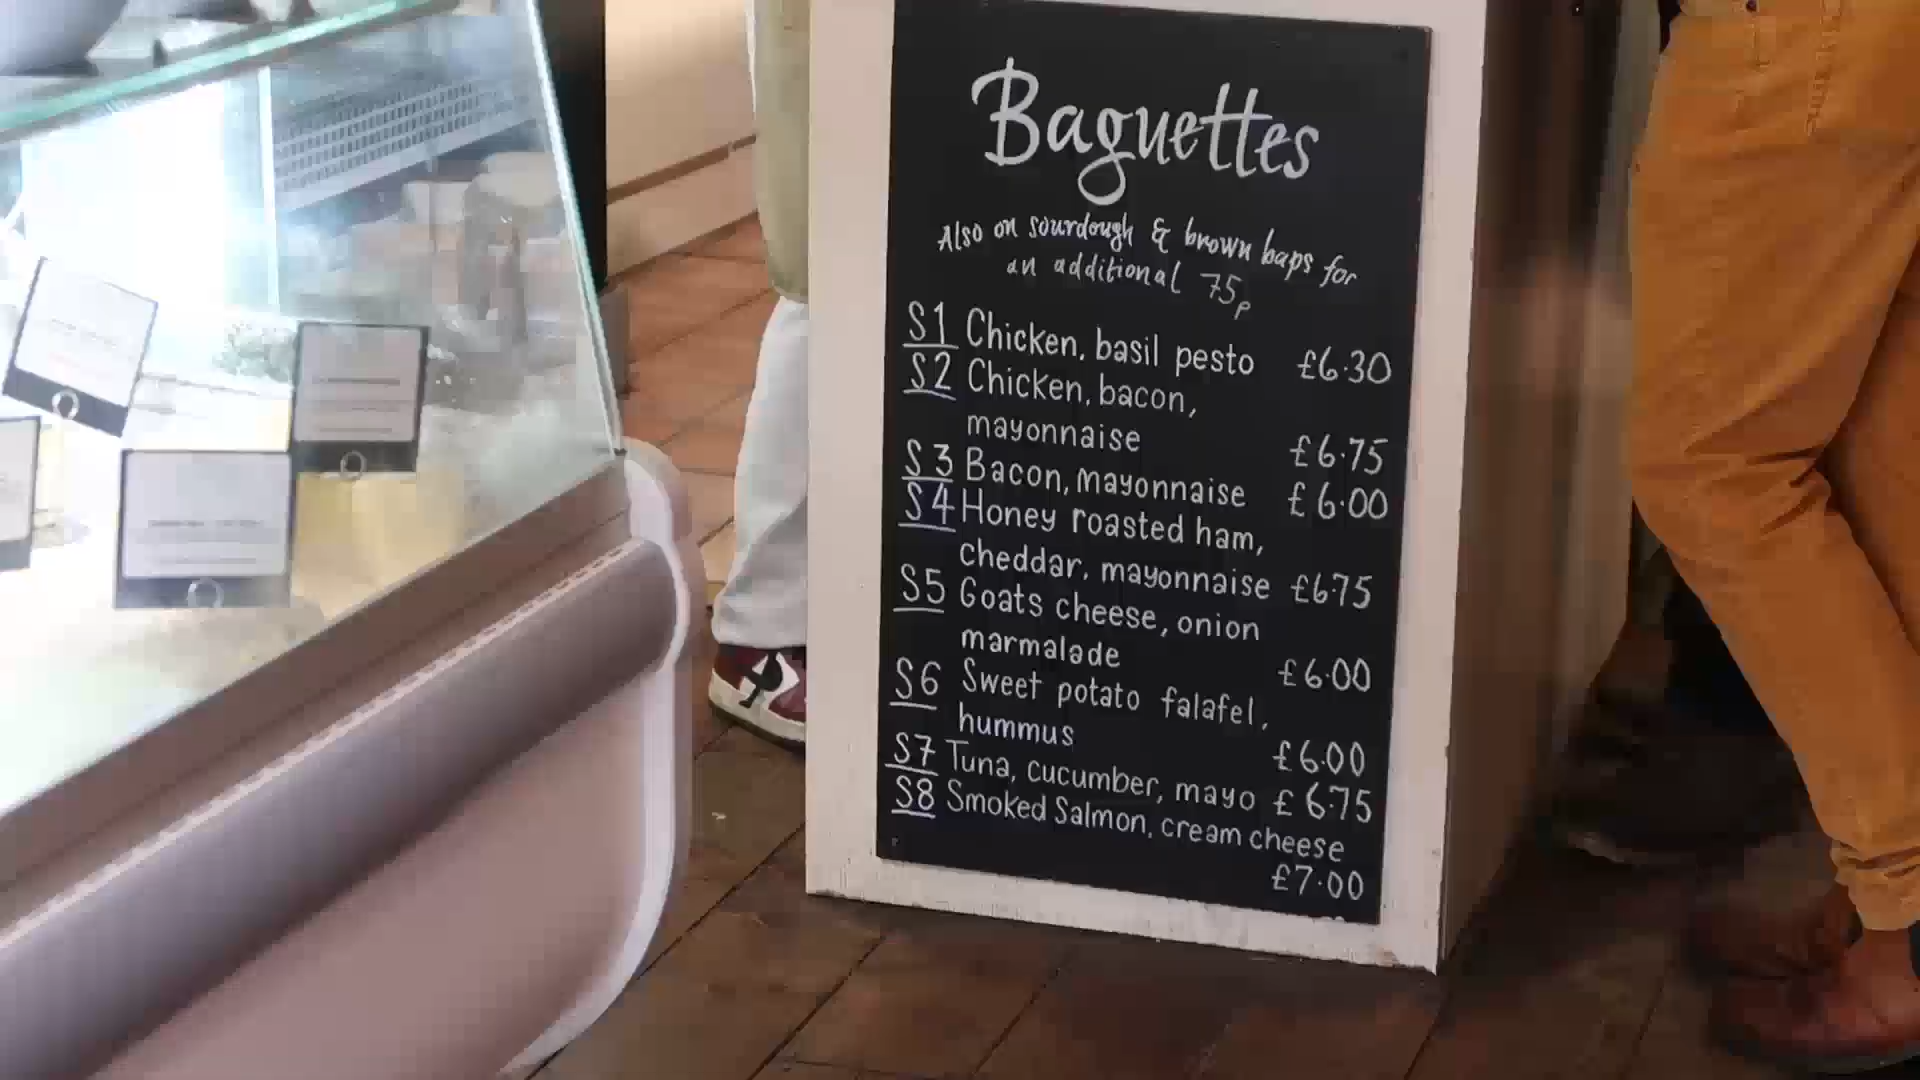 Baguettes
Also on sourdough & brown baps for
an additional 75p
S1 Chicken, basil pesto £6.30
S2 Chicken, bacon,
mayonnaise £6.75
S3 Bacon, mayonnaise £6.00
S4 Honey roasted ham,
cheddar, mayonnaise £6.75
S5 Goats cheese, onion
marmalade £6.00
S6 Sweet potato falafel,
hummus £6.00
S7 Tuna, cucumber, mayo £6.75
S8 Smoked Salmon, cream cheese
£7.00